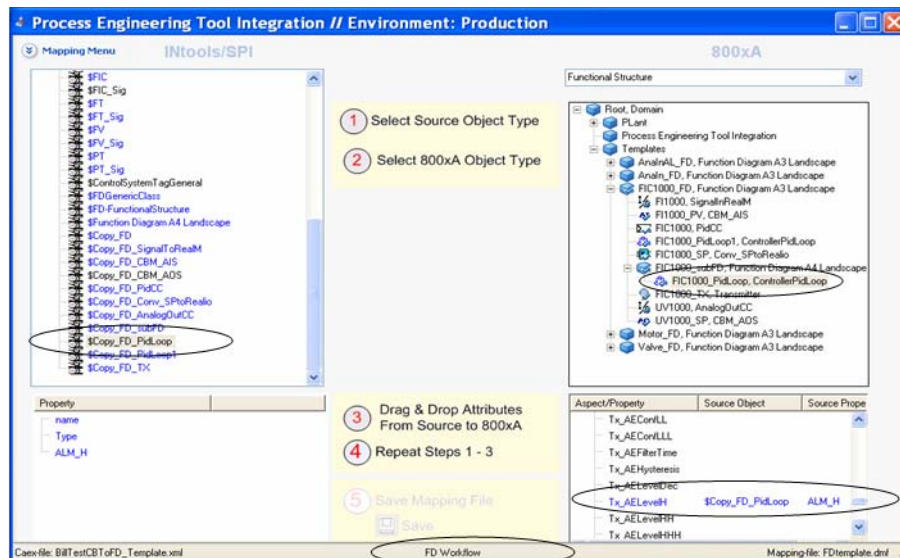 Process Engineering Tool Integration // Environment: Production
Mapping Menu
INtools/SPI
800xA
$FIC
$FIC_Sig
$FT
$FT_Sig
$FV
$FV_Sig
$PT
$PT_Sig
$ControlSystemTagGeneral
$FDGenericClass
$FD-FunctionalStructure
$Function Diagram A4 Landscape
$Copy_FD
$Copy_FD_SignalToRealM
$Copy_FD_CBM_AIS
$Copy_FD_CBM_AOS
$Copy_FD_PidCC
$Copy_FD_Conv_SPtoRealio
$Copy_FD_AnalogOutCC
$Copy_FD_subFD
$Copy_FD_PidLoop
$Copy_FD_PidLoop1
$Copy_FD_TX
1 Select Source Object Type
2 Select 800xA Object Type
Functional Structure
Root, Domain
PLant
Process Engineering Tool Integration
Templates
AnaInAL_FD, Function Diagram A3 Landscape
AnaIn_FD, Function Diagram A3 Landscape
FIC1000_FD, Function Diagram A3 Landscape
FI1000, SignalInRealM
FI1000_PV, CBM_AIS
FIC1000, PidCC
FIC1000_PidLoop1, ControllerPidLoop
FIC1000_SP, Conv_SPtoRealio
FIC1000_subFD, Function Diagram A4 Landscape
FIC1000_PidLoop, ControllerPidLoop
FIC1000_TX, Transmitter
UV1000, AnalogOutCC
UV1000_SP, CBM_AOS
Motor_FD, Function Diagram A3 Landscape
Valve_FD, Function Diagram A3 Landscape
Property
name
Type
ALM_H
3 Drag & Drop Attributes
From Source to 800xA
4 Repeat Steps 1 - 3
5 Save Mapping File
Save
Aspect/Property Source Object Source Prope
Tx_AEConfLL
Tx_AEConfLLL
Tx_AEFilterTime
Tx_AEHysteresis
Tx_AELevelDec
Tx_AELevelH $Copy_FD_PidLoop ALM_H
Tx_AELevelHH
Tx_AELevelHHH
Caex-file: BillTestCBToFD_Template.xml
FD Workflow
Mapping-file: FDtemplate.dmf